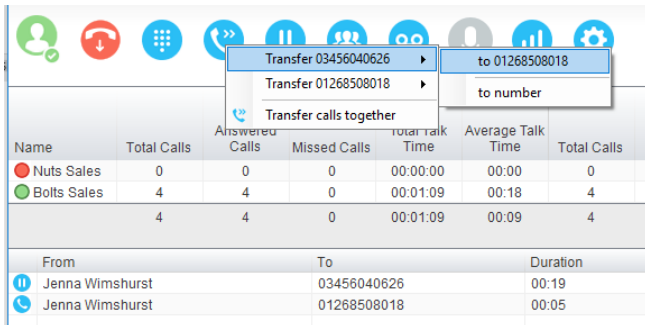 Transfer 03456040626
to 01268508018
Transfer 01268508018
to number
Transfer calls together
Name Total Calls Answered Calls Missed Calls Total Talk Time Average Talk Time Total Calls
Nuts Sales 0 0 0 00:00:00 00:00 0
Bolts Sales 4 4 0 00:01:09 00:18 4
4 4 0 00:01:09 00:09 4
From To Duration
Jenna Wimshurst 03456040626 00:19
Jenna Wimshurst 01268508018 00:05